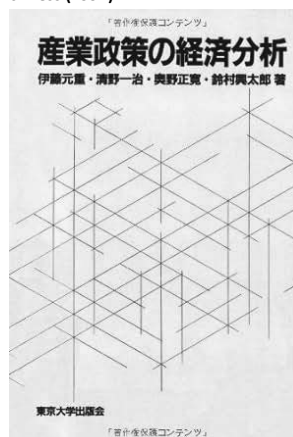 「著作権保護コンテンツ」
産業政策の経済分析
伊藤元重・清野一治・奥野正寛・鈴村興太郎 著
東京大学出版会
「著作権保護コンテンツ」